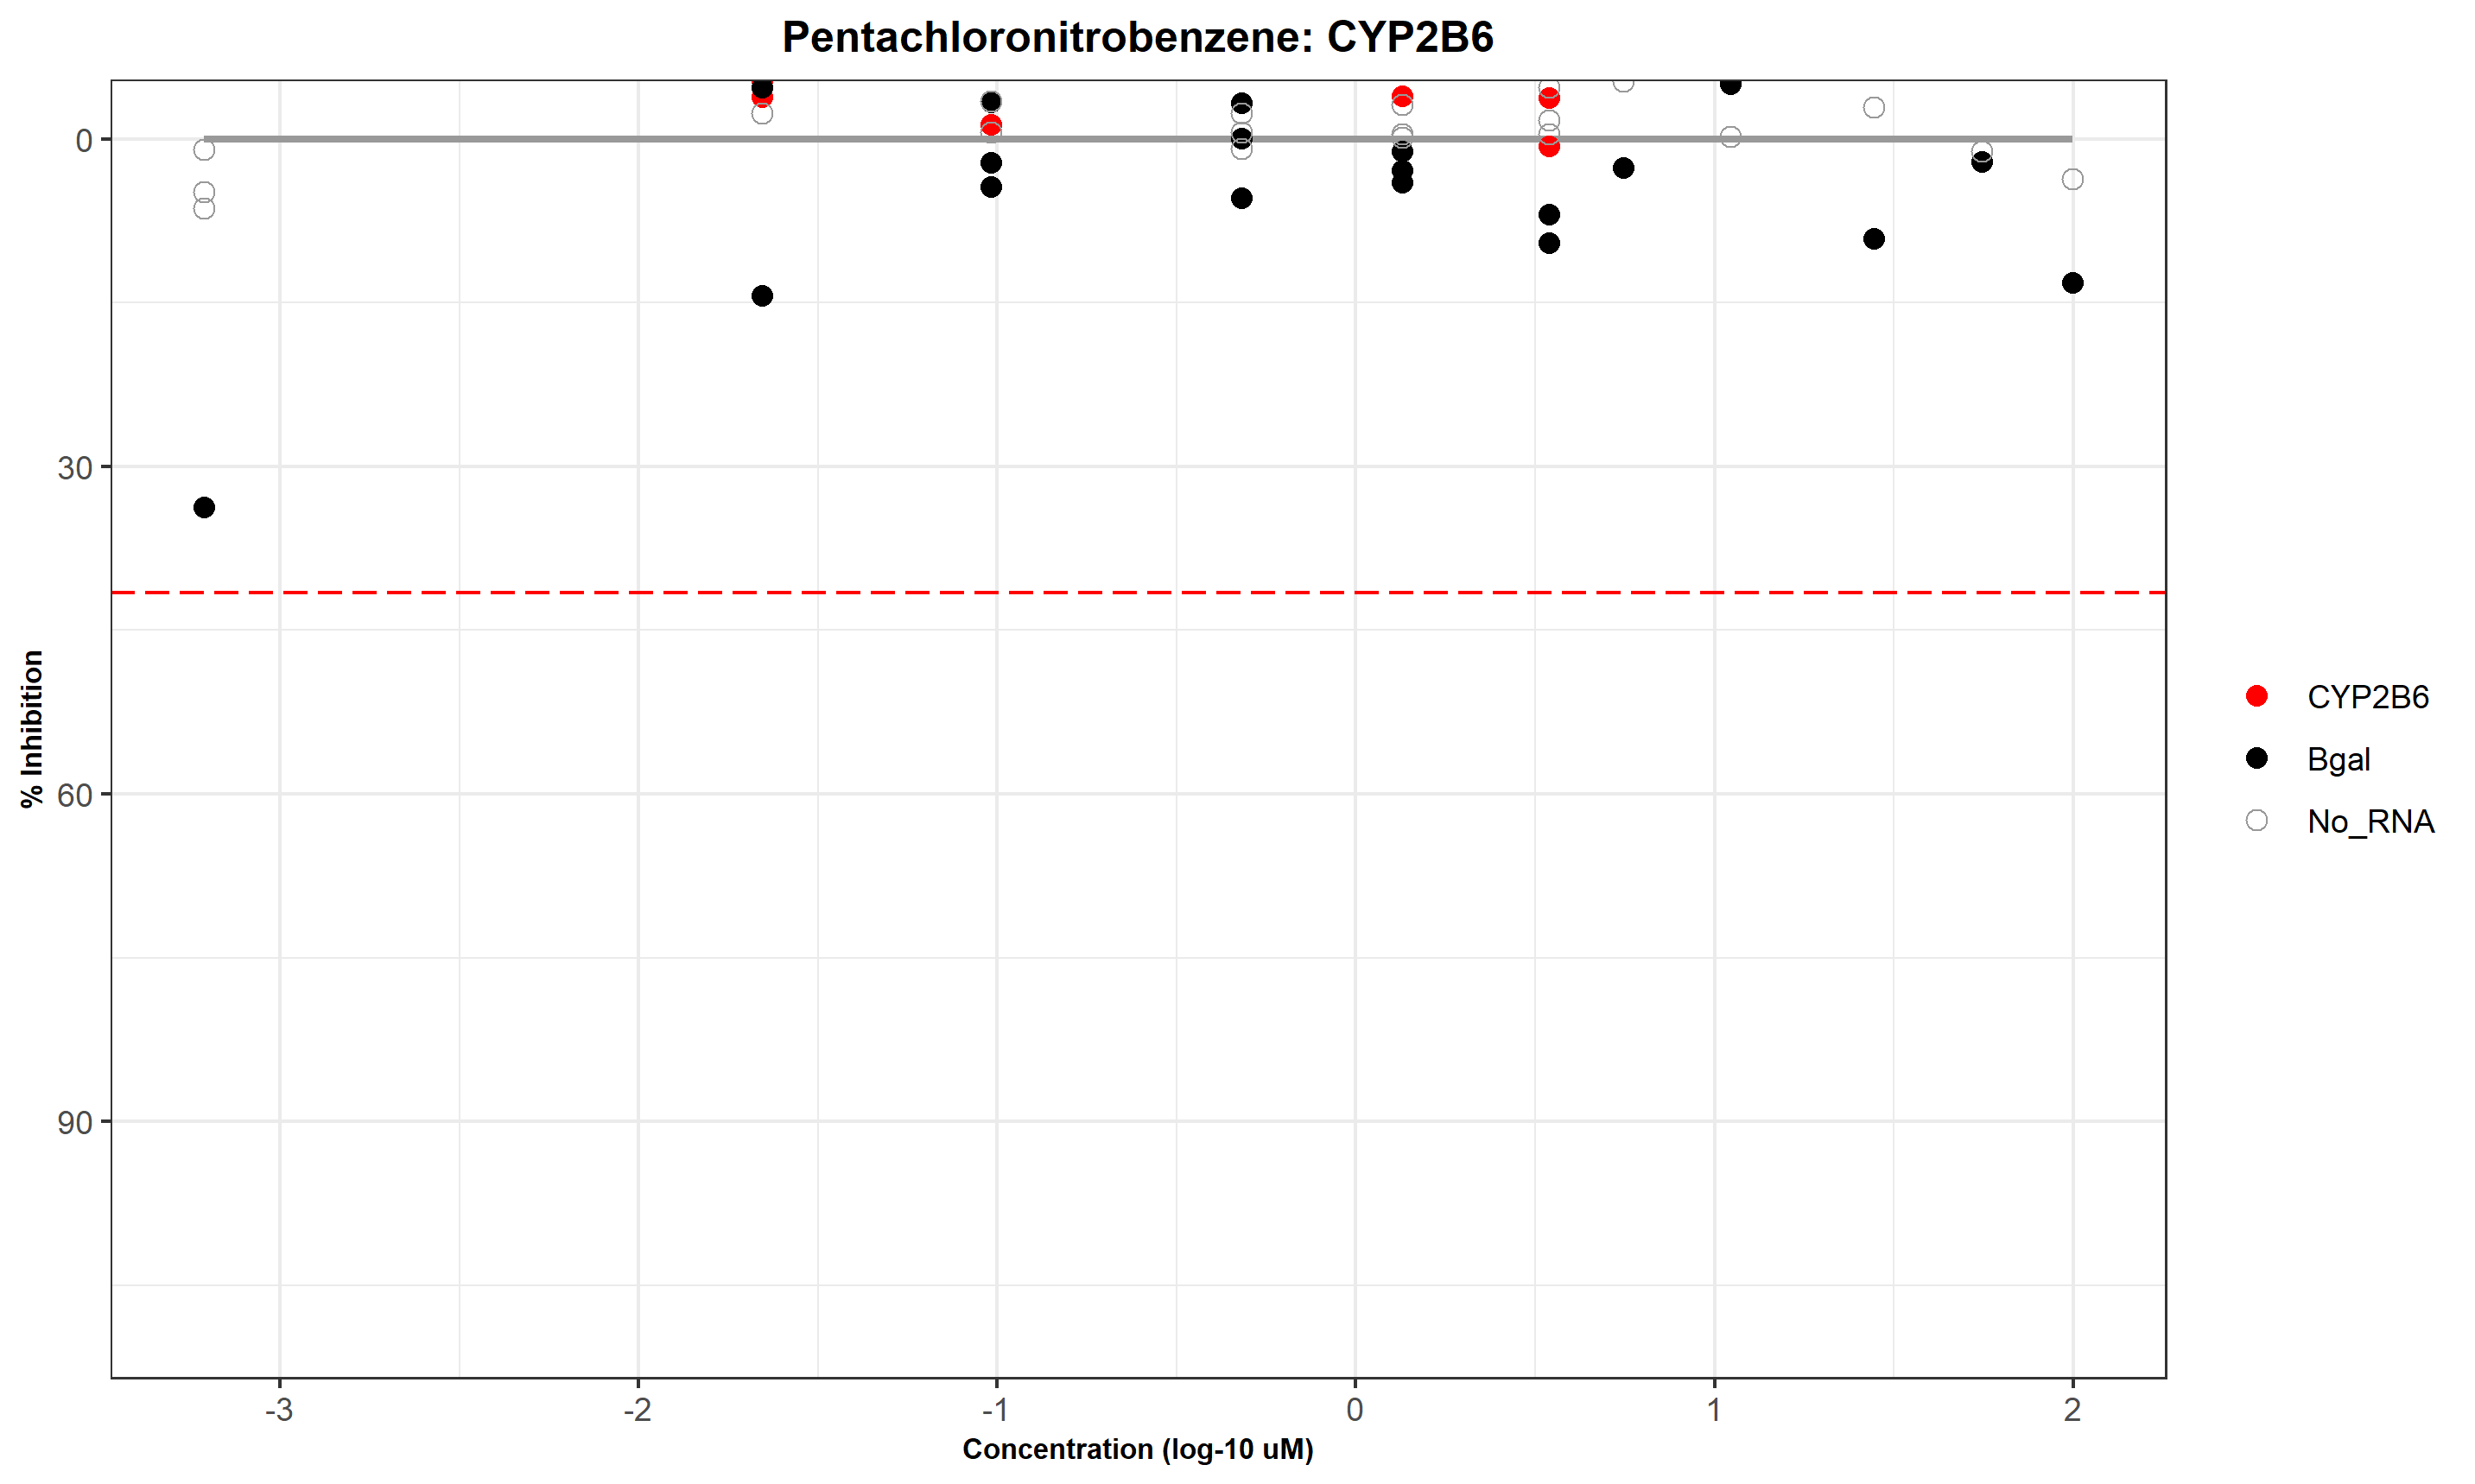 Pentachloronitrobenzene: CYP2B6
0
30
60
90
% Inhibition
-3
-2
-1
0
1
2
Concentration (log-10 uM)
CYP2B6
Bgal
No_RNA